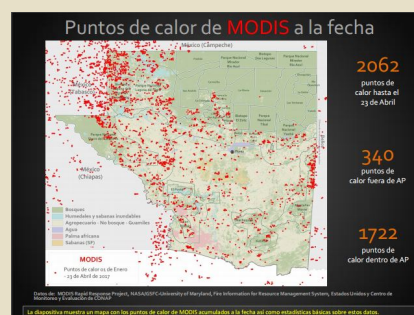 Puntos de calor de MODIS a la fecha
México (Campeche)
México
(Tabasco)
México
(Chiapas)
Bosques
Humedales y sabanas inundables
Agropecuario - No bosque - Guamiles
Agua
Palma africana
Sabanas (SF)
MODIS
Puntos de calor 01 de Enero
- 23 de Abril 2017
2062
puntos de
calor hasta el
23 de Abril
340
puntos de
calor fuera de AP
1722
puntos de
calor dentro de AP
Datos de: MODIS Rapid Response Project, NASA/GSFC-University of Maryland, Fire Information for Resource Management System, Estados Unidos y Centro de
Monitoreo y Evaluación de CONAP
La diapositiva muestra un mapa con los puntos de calor de MODIS acumulados a la fecha así como estadísticas básicas sobre estos datos.